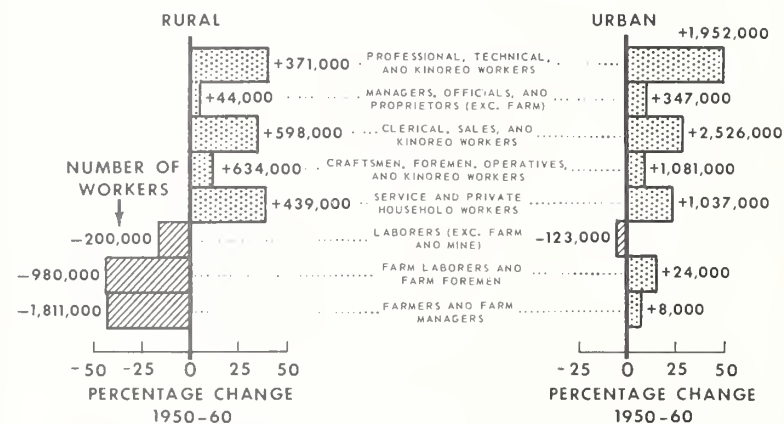 RURAL
URBAN
+1,952,000
+371,000
PROFESSIONAL, TECHNICAL,
AND KINOREO WORKERS
+44,000
MANAGERS, OFFICIALS, AND
PROPRIETORS (EXC. FARM)
+347,000
+598,000
CLERICAL, SALES, AND
KINOREO WORKERS
+2,526,000
NUMBER OF
WORKERS
+634,000
CRAFTSMEN, FOREMEN, OPERATIVES,
AND KINOREO WORKERS
+1,081,000
+439,000
SERVICE AND PRIVATE
HOUSEHOLD WORKERS
+1,037,000
-200,000
LABORERS (EXC. FARM
AND MINE)
-123,000
-980,000
FARM LABORERS AND
FARM FOREMEN
+24,000
-1,811,000
FARMERS AND FARM
MANAGERS
+8,000
-50 -25 0 25 50
-25 0 25 50
PERCENTAGE CHANGE
1950-60
PERCENTAGE CHANGE
1950-60